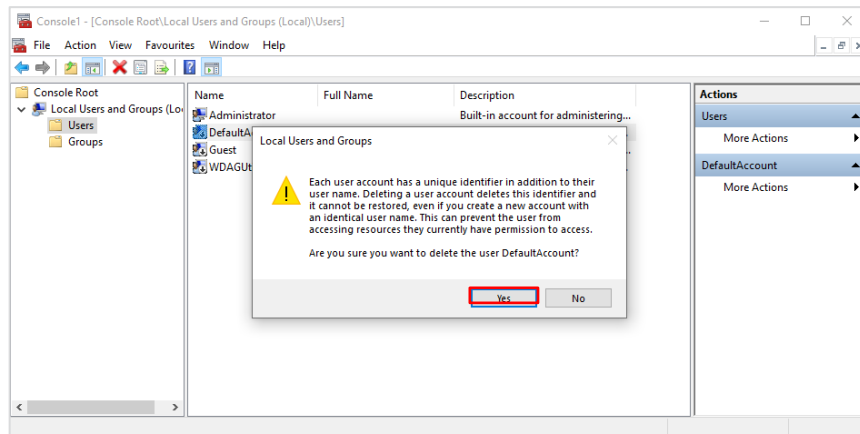 Console1 - [Console Root\Local Users and Groups (Local)\Users]
File Action View Favourites Window Help
Console Root
Local Users and Groups (Lo
Users
Groups
Name Full Name Description
Administrator Built-in account for administering...
DefaultA
Guest
WDAGUt
Local Users and Groups
Each user account has a unique identifier in addition to their
user name. Deleting a user account deletes this identifier and
it cannot be restored, even if you create a new account with
an identical user name. This can prevent the user from
accessing resources they currently have permission to access.
Are you sure you want to delete the user DefaultAccount?
Yes No
Actions
Users
More Actions
DefaultAccount
More Actions